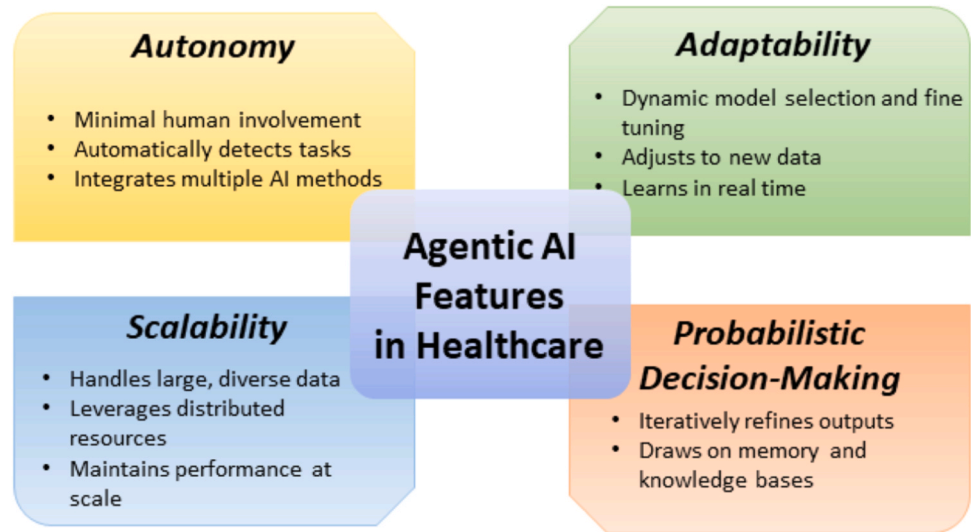 Autonomy
• Minimal human involvement
• Automatically detects tasks
• Integrates multiple AI methods
Adaptability
• Dynamic model selection and fine
tuning
• Adjusts to new data
• Learns in real time
Agentic AI
Features
in Healthcare
Scalability
• Handles large, diverse data
• Leverages distributed
resources
• Maintains performance at
scale
Probabilistic
Decision-Making
• Iteratively refines outputs
• Draws on memory and
knowledge bases